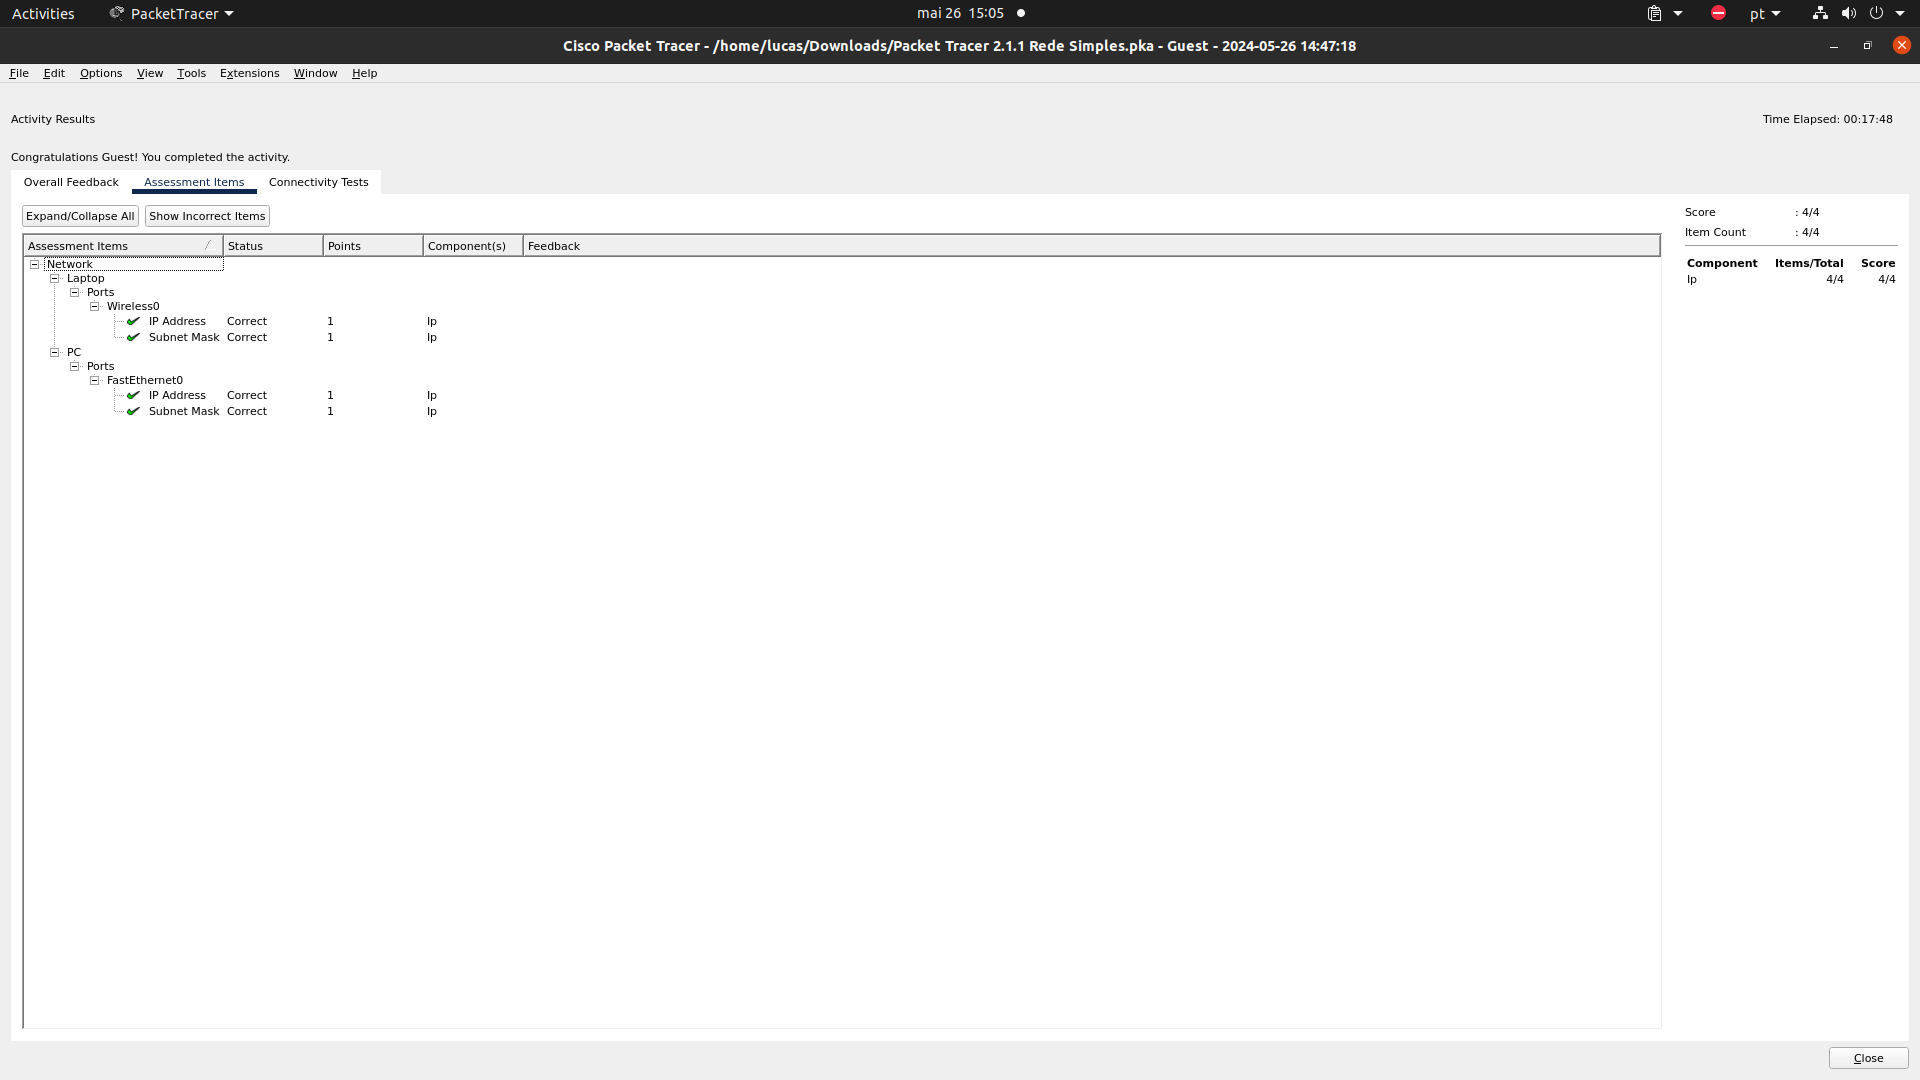 Activities PacketTracer mai 26 15:05 pt
Cisco Packet Tracer - /home/lucas/Downloads/Packet Tracer 2.1.1 Rede Simples.pka - Guest - 2024-05-26 14:47:18
File Edit Options View Tools Extensions Window Help
Activity Results Time Elapsed: 00:17:48
Congratulations Guest! You completed the activity.
Overall Feedback Assessment Items Connectivity Tests
Expand/Collapse All Show Incorrect Items
Assessment Items Status Points Component(s) Feedback
Network
Laptop
Ports
Wireless0
IP Address Correct 1 Ip
Subnet Mask Correct 1 Ip
PC
Ports
FastEthernet0
IP Address Correct 1 Ip
Subnet Mask Correct 1 Ip
Score : 4/4
Item Count : 4/4
Component Items/Total Score
Ip 4/4 4/4
Close